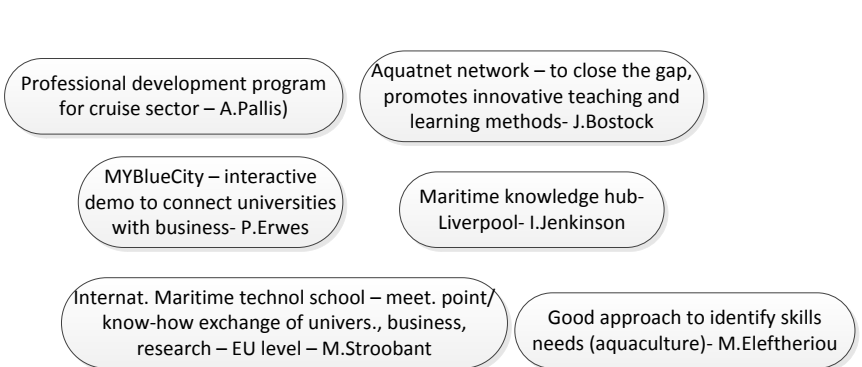 Professional development program
for cruise sector – A.Pallis)
Aquatnet network – to close the gap,
promotes innovative teaching and
learning methods- J.Bostock
MYBlueCity – interactive
demo to connect universities
with business- P.Erwes
Maritime knowledge hub-
Liverpool- I.Jenkinson
Internat. Maritime technol school – meet. point/
know-how exchange of univers., business,
research – EU level – M.Stroobant
Good approach to identify skills
needs (aquaculture)- M.Eleftheriou